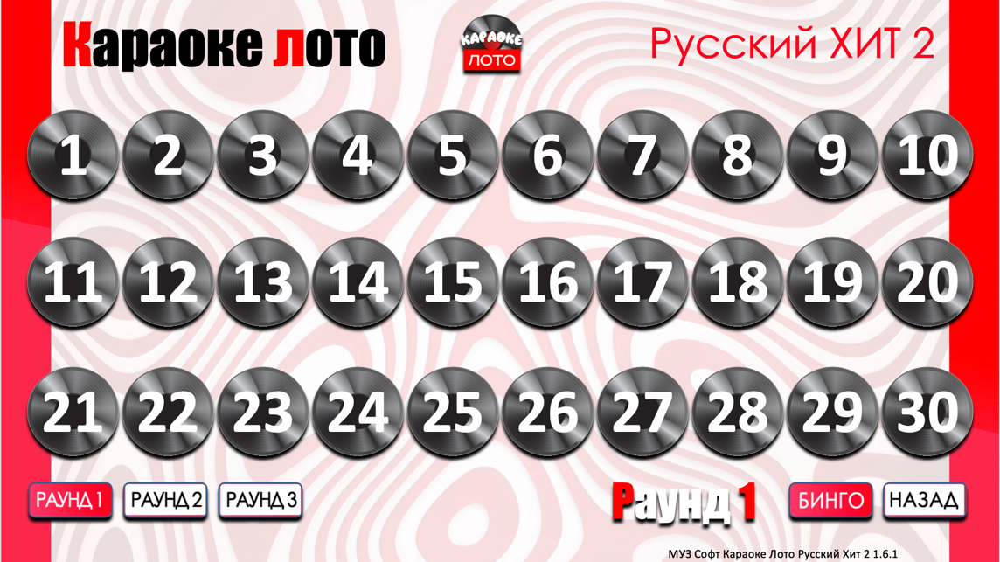 Караоке лото
КАРАОКЕ
ЛОТО
Русский ХИТ 2
1 2 3 4 5 6 7 8 9 10
11 12 13 14 15 16 17 18 19 20
21 22 23 24 25 26 27 28 29 30
РАУНД 1 РАУНД 2 РАУНД 3 Раунд 1 БИНГО НАЗАД
МУЗ Софт Караоке Лото Русский Хит 2 1.6.1